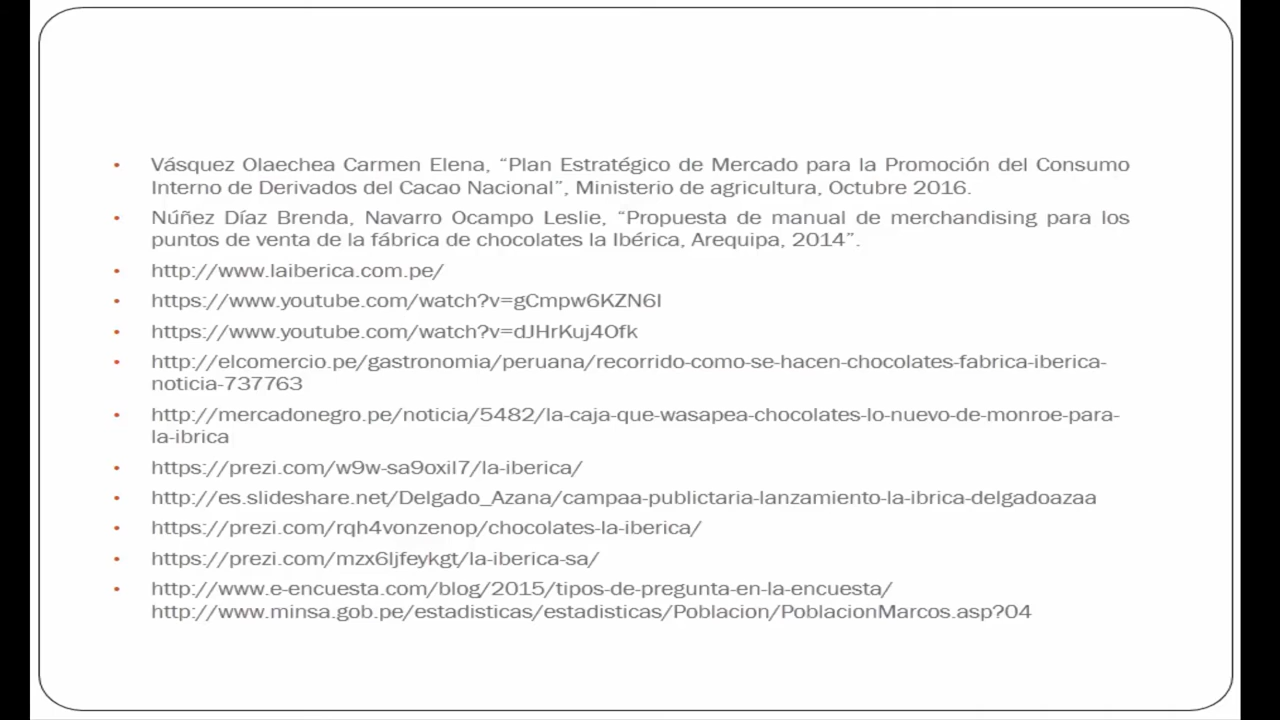 • Vásquez Olaechea Carmen Elena, “Plan Estratégico de Mercado para la Promoción del Consumo
Interno de Derivados del Cacao Nacional”, Ministerio de agricultura, Octubre 2016.
• Núñez Díaz Brenda, Navarro Ocampo Leslie, “Propuesta de manual de merchandising para los
puntos de venta de la fábrica de chocolates la Ibérica, Arequipa, 2014”.
• http://www.laiberica.com.pe/
• https://www.youtube.com/watch?v=gCmpw6KZN6I
• https://www.youtube.com/watch?v=dJHrKuj4Ofk
• http://elcomercio.pe/gastronomia/peruana/recorrido-como-se-hacen-chocolates-fabrica-iberica-
noticia-737763
• http://mercadonegro.pe/noticia/5482/la-caja-que-wasapea-chocolates-lo-nuevo-de-monroe-para-
la-ibrica
• https://prezi.com/w9w-sa9oxil7/la-iberica/
• http://es.slideshare.net/Delgado_Azana/campaa-publictaria-lanzamiento-la-ibrica-delgadoazaa
• https://prezi.com/rqh4vonzenop/chocolates-la-iberica/
• https://prezi.com/mzx6ljfeykgt/la-iberica-sa/
• http://www.e-encuesta.com/blog/2015/tipos-de-pregunta-en-la-encuesta/
http://www.minsa.gob.pe/estadisticas/estadisticas/Poblacion/PoblacionMarcos.asp?04